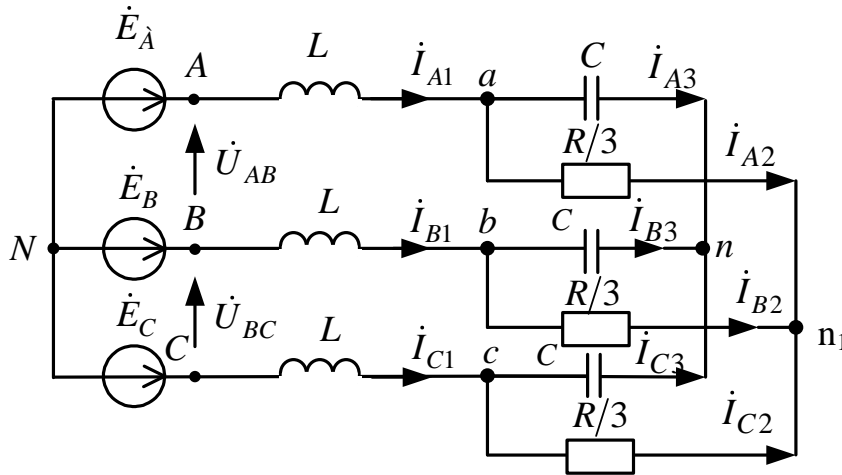 Ė_À A L İ_A1 a C İ_A3
R/3 İ_A2
U̇_AB
Ė_B B L İ_B1 b C İ_B3
N n
R/3 İ_B2
Ė_C U̇_BC
C L İ_C1 c C İ_C3 n₁
R/3 İ_C2